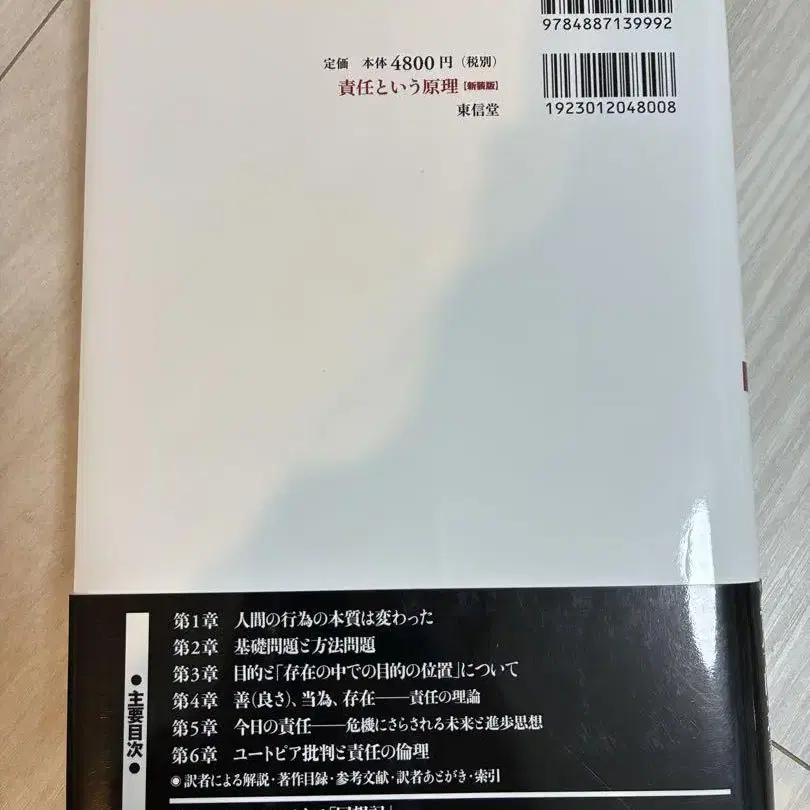 9784887139992
定価 本体4800円（税別）
責任という原理［新装版］
東信堂
1923012048008
●主要目次●
第1章 人間の行為の本質は変わった
第2章 基礎問題と方法問題
第3章 目的と「存在の中での目的の位置」について
第4章 善(良さ)、当為、存在――責任の理論
第5章 今日の責任――危機にさらされる未来と進歩思想
第6章 ユートピア批判と責任の倫理
◉訳者による解説・著作目録・参考文献・訳者あとがき・索引